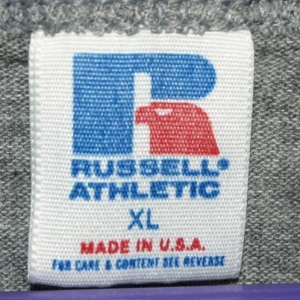 R
RUSSELL®
ATHLETIC
XL
MADE IN U.S.A.
FOR CARE & CONTENT SEE REVERSE